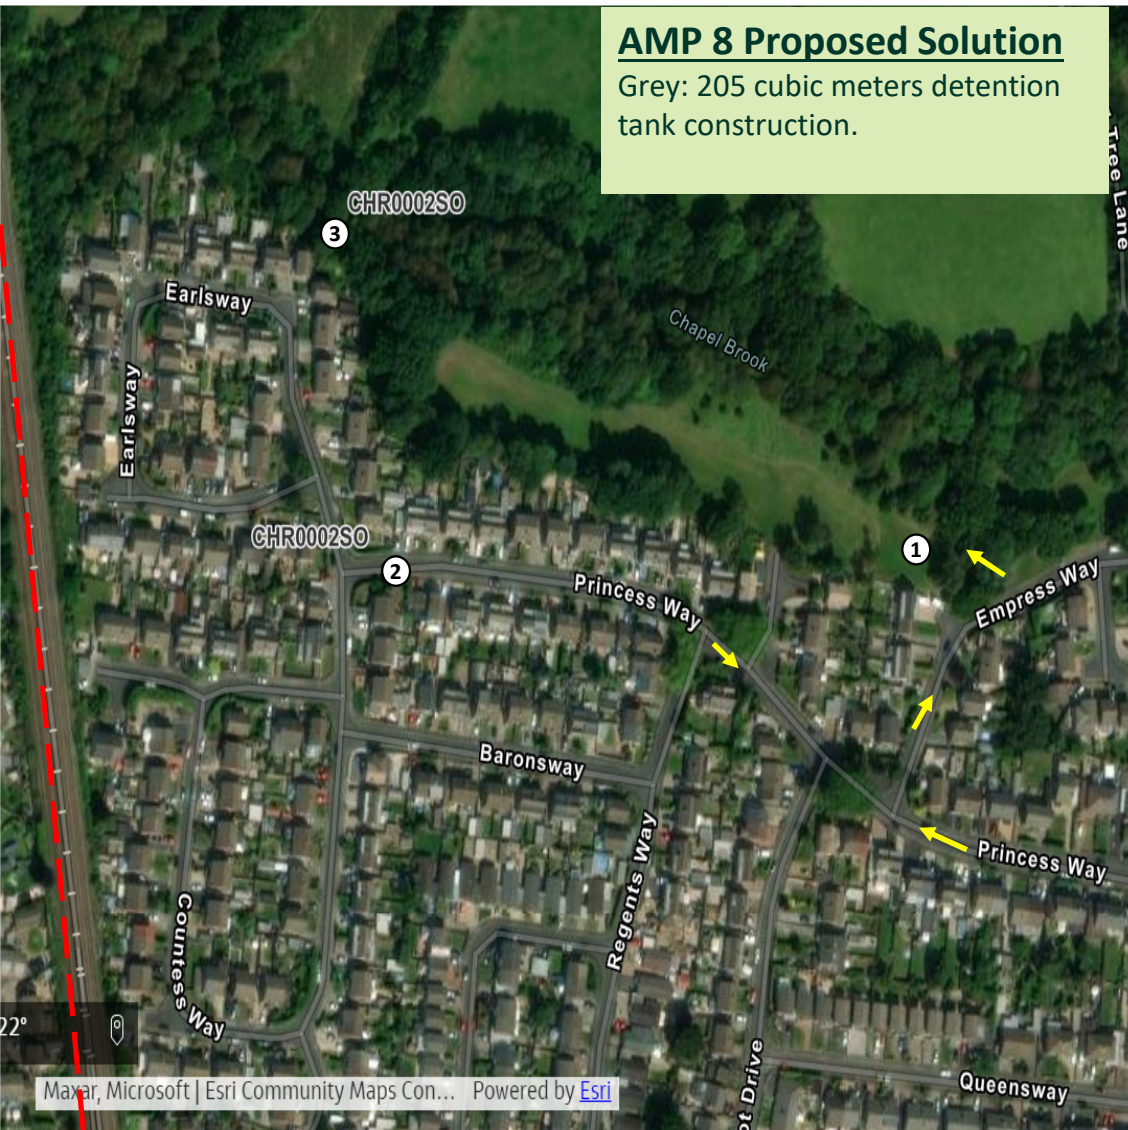 AMP 8 Proposed Solution
Grey: 205 cubic meters detention
tank construction.
Tree Lane
CHR0002SO
3
Earlsway
Chapel Brook
Earlsway
CHR0002SO
1
2
Princess Way
Empress Way
Baronsway
Princess Way
Regents Way
Countess Way
22°
ot Drive
Queensway
Maxar, Microsoft | Esri Community Maps Con... Powered by Esri